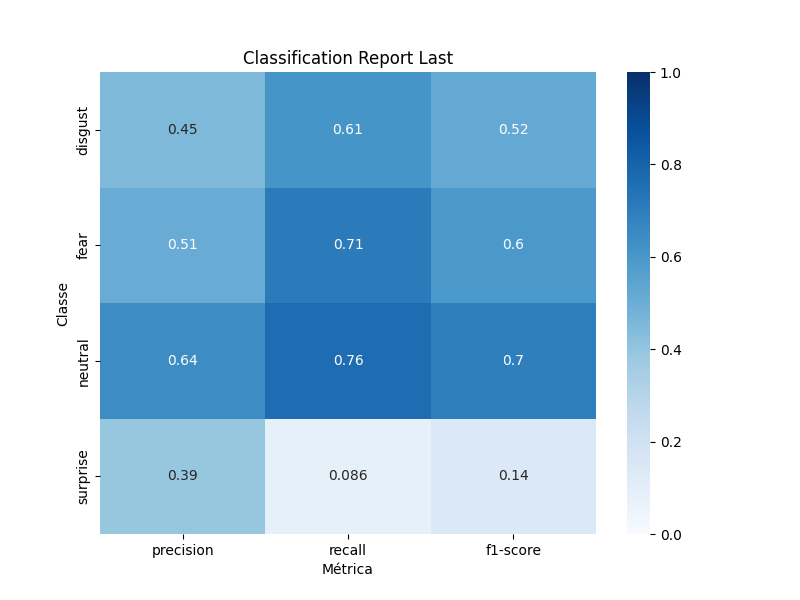 Classification Report Last
Classe
disgust 0.45 0.61 0.52
fear 0.51 0.71 0.6
neutral 0.64 0.76 0.7
surprise 0.39 0.086 0.14
precision recall f1-score
Métrica
1.0
0.8
0.6
0.4
0.2
0.0